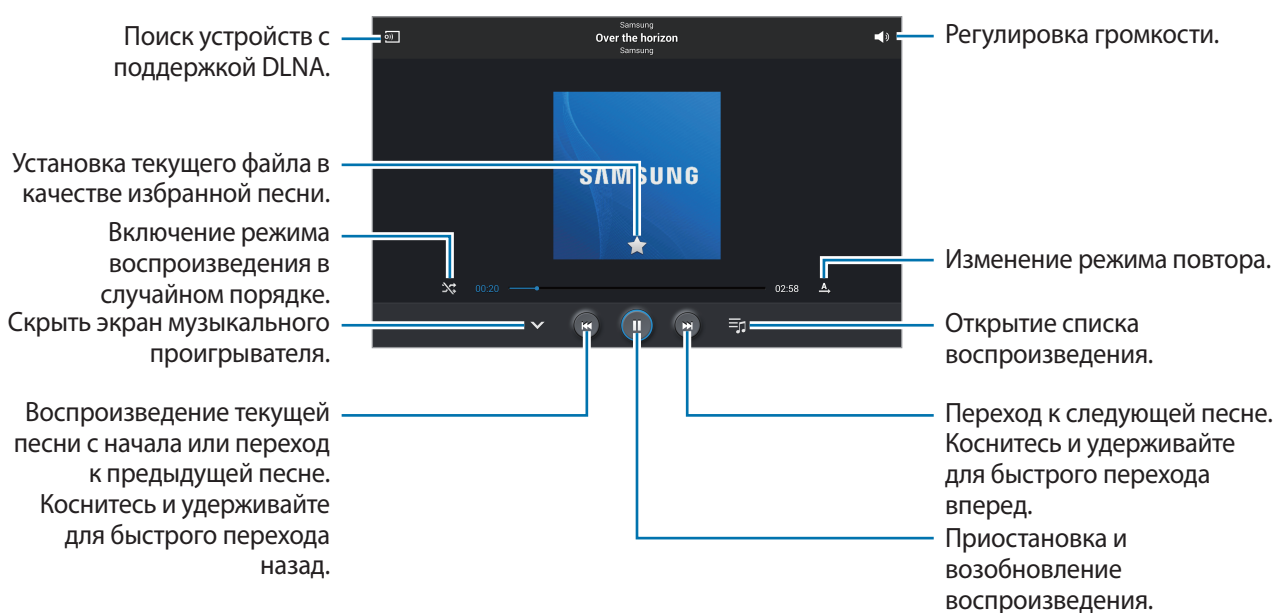 Поиск устройств с
поддержкой DLNA.
Установка текущего файла в
качестве избранной песни.
Включение режима
воспроизведения в
случайном порядке.
Скрыть экран музыкального
проигрывателя.
Воспроизведение текущей
песни с начала или переход
к предыдущей песне.
Коснитесь и удерживайте
для быстрого перехода
назад.
Samsung
Over the horizon
Samsung
SAMSUNG
00:20
02:58
A
Регулировка громкости.
Изменение режима повтора.
Открытие списка
воспроизведения.
Переход к следующей песне.
Коснитесь и удерживайте
для быстрого перехода
вперед.
Приостановка и
возобновление
воспроизведения.